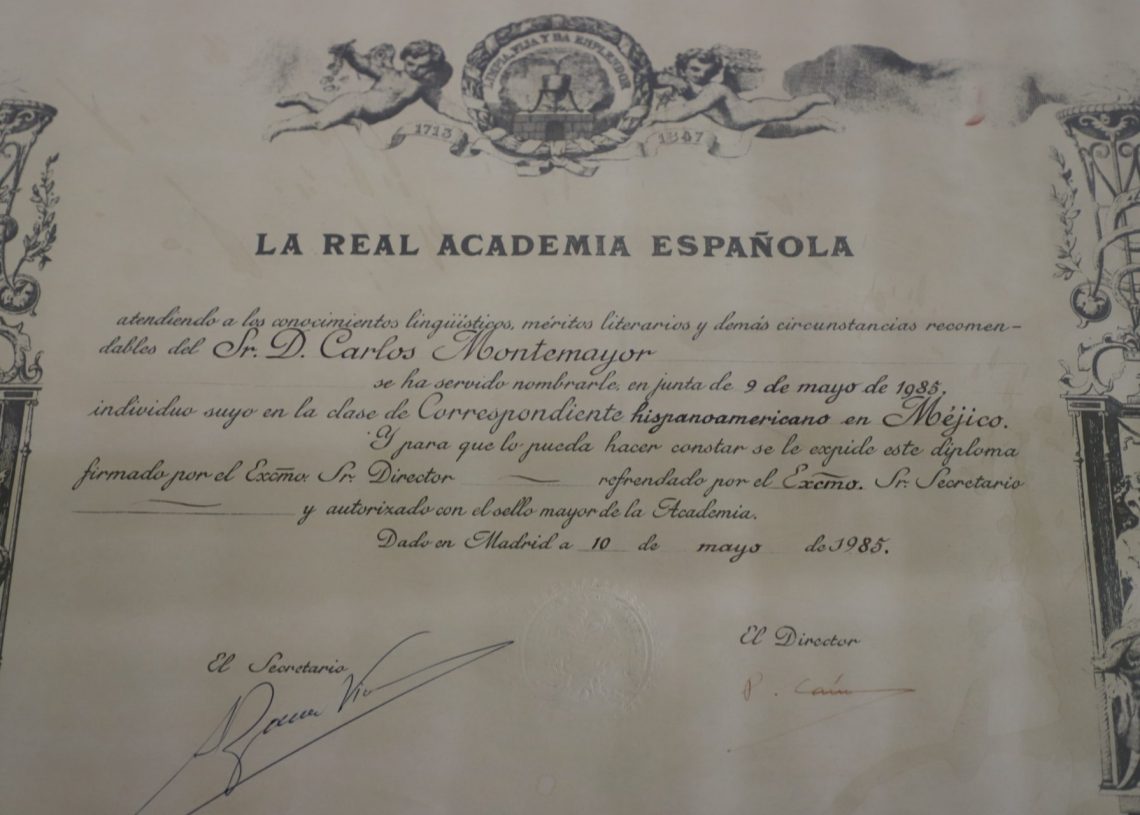 LIMPIA, FIJA Y DA ESPLENDOR
1713
1847
LA REAL ACADEMIA ESPAÑOLA
atendiendo a los conocimientos lingüísticos, méritos literarios y demás circunstancias recomen-
dables del Sr. D. Carlos Montemayor
se ha servido nombrarle, en junta de 9 de mayo de 1985,
individuo suyo en la clase de Correspondiente hispanoamericano en Méjico.
Y para que lo pueda hacer constar se le expide este diploma
firmado por el Excmo. Sr. Director refrendado por el Excmo. Sr. Secretario
y autorizado con el sello mayor de la Academia.
Dado en Madrid a 10 de mayo de 1985.
El Director
El Secretario